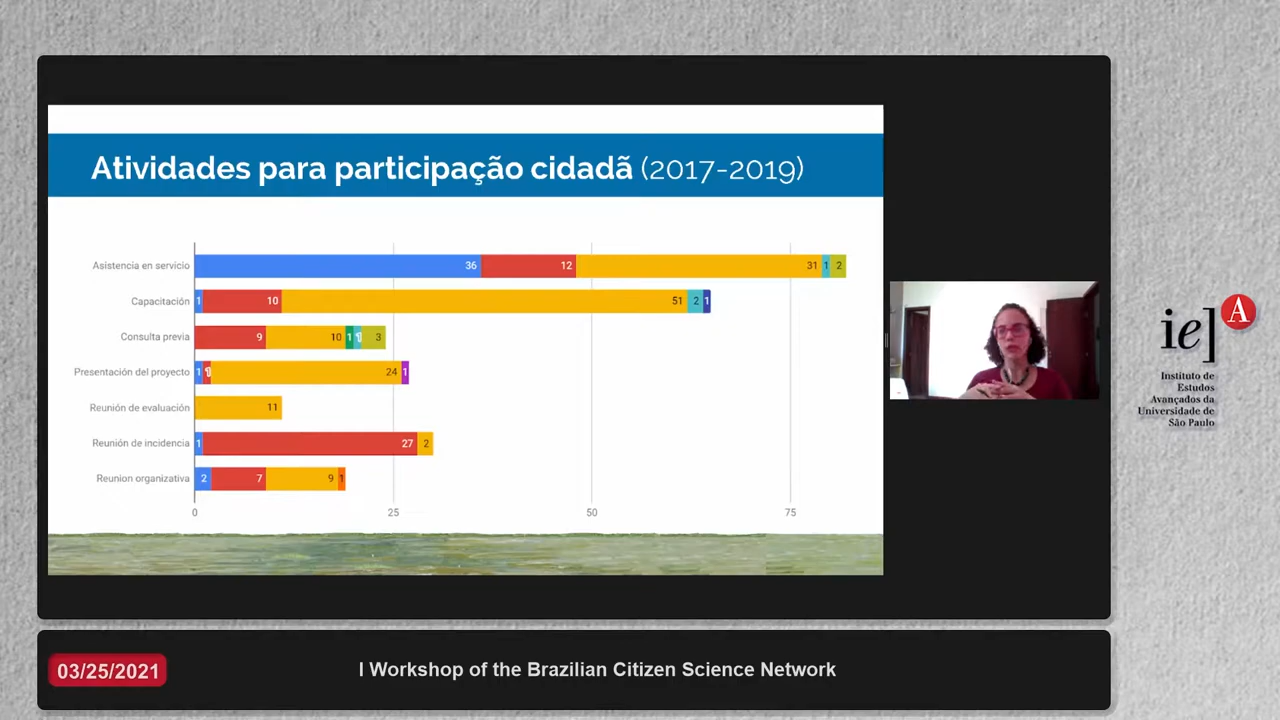 Atividades para participação cidadã (2017-2019)
Asistencia en servicio 36 12 31 1 2
Capacitación 1 10 51 2 1
Consulta previa 9 10 1 1 3
Presentación del proyecto 1 1 24 1
Reunión de evaluación 11
Reunión de incidencia 1 27 2
Reunion organizativa 2 7 9 1
0 25 50 75
ie] A
Instituto de
Estudos
Avançados da
Universidade de
São Paulo
03/25/2021
I Workshop of the Brazilian Citizen Science Network